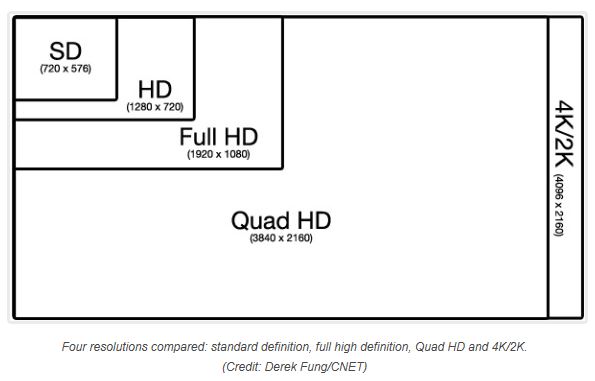 SD
(720 x 576)
HD
(1280 x 720)
Full HD
(1920 x 1080)
Quad HD
(3840 x 2160)
4K/2K (4096 x 2160)
Four resolutions compared: standard definition, full high definition, Quad HD and 4K/2K.
(Credit: Derek Fung/CNET)